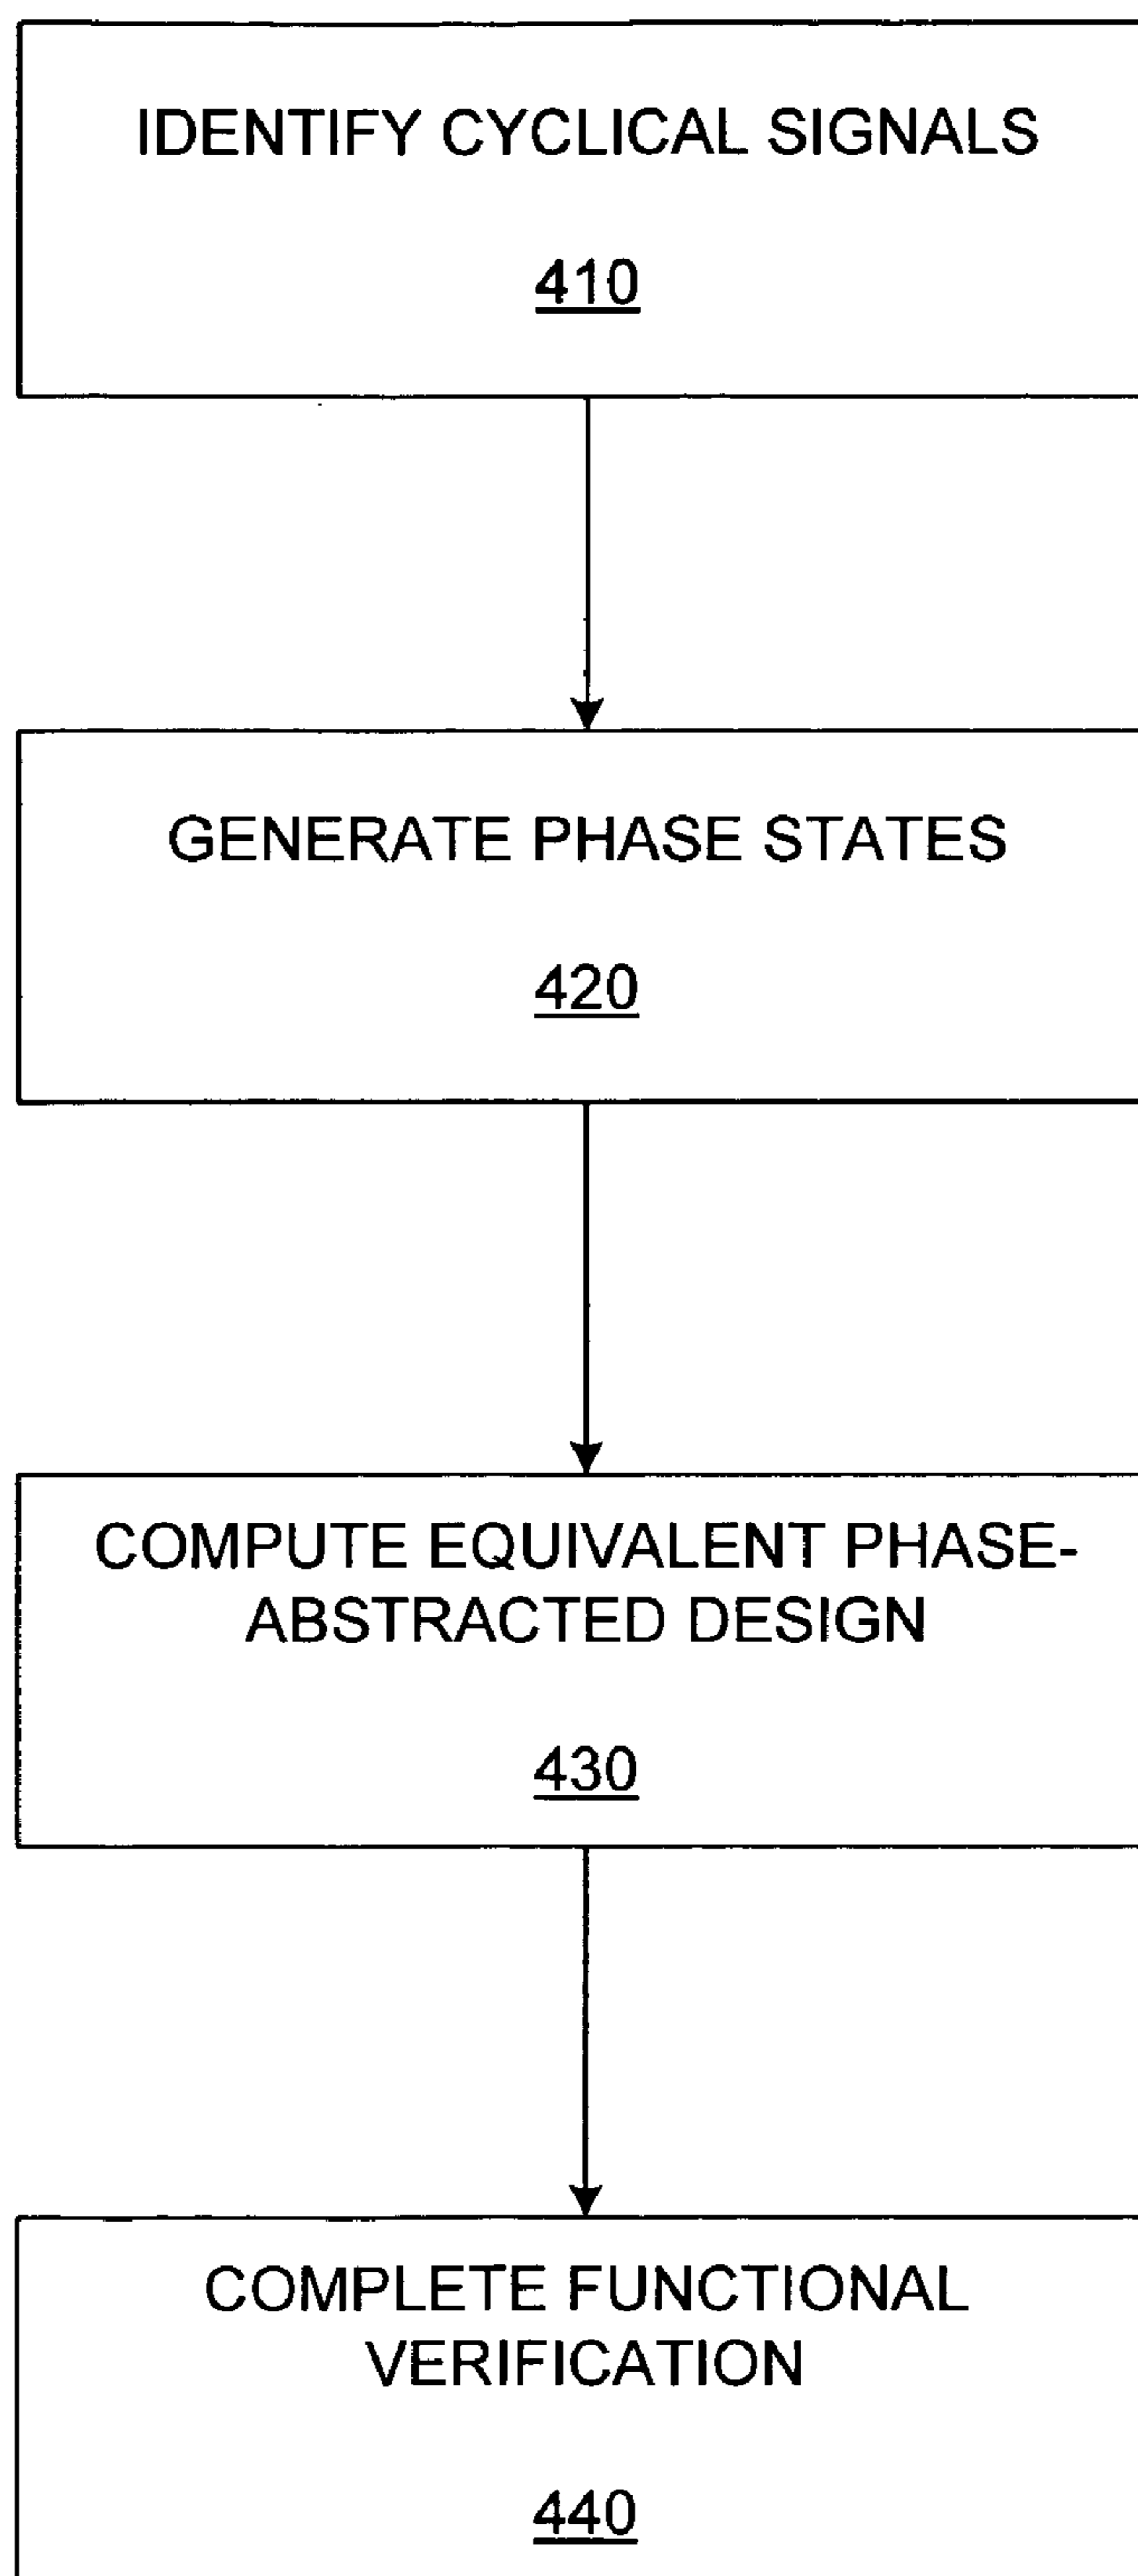 IDENTIFY CYCLICAL SIGNALS
410
GENERATE PHASE STATES
420
COMPUTE EQUIVALENT PHASE-
ABSTRACTED DESIGN
430
COMPLETE FUNCTIONAL
VERIFICATION
440